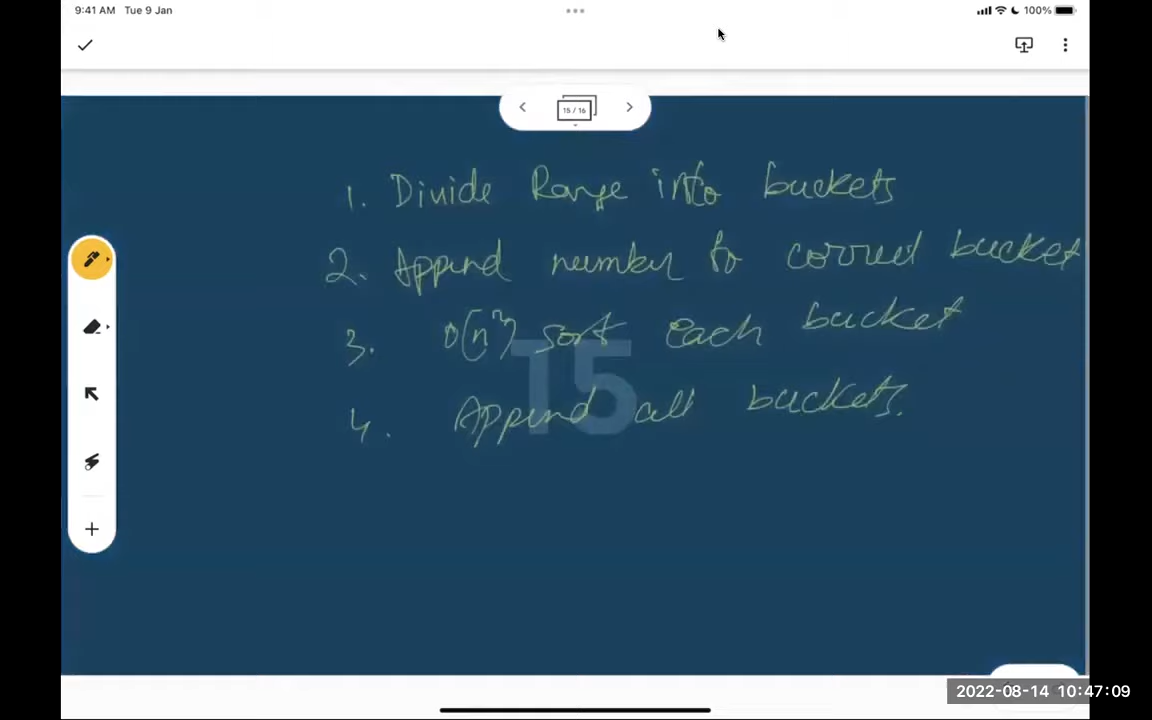 9:41 AM Tue 9 Jan
100%
15 / 16
1. Divide Range into buckets
2. Append number to correct bucket
3. O(n²) sort each bucket
4. Append all buckets.
15
2022-08-14 10:47:09